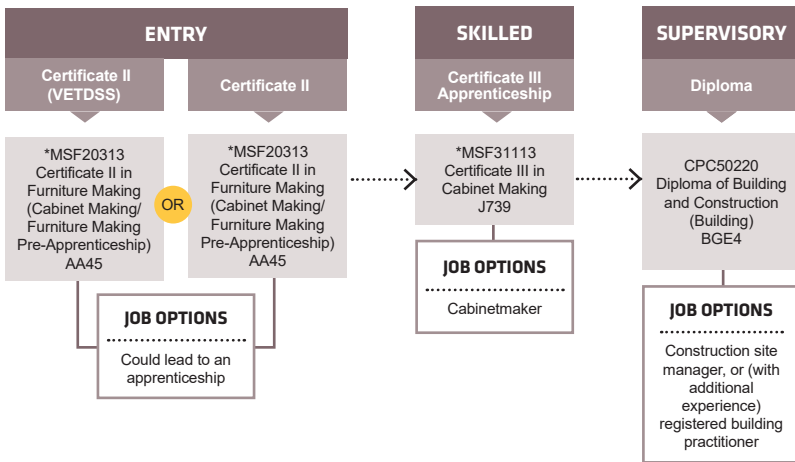 ENTRY
Certificate II
(VETDSS)
Certificate II
*MSF20313
Certificate II in
Furniture Making
(Cabinet Making/
Furniture Making
Pre-Apprenticeship)
AA45
OR
*MSF20313
Certificate II in
Furniture Making
(Cabinet Making/
Furniture Making
Pre-Apprenticeship)
AA45
JOB OPTIONS
Could lead to an
apprenticeship
SKILLED
Certificate III
Apprenticeship
*MSF31113
Certificate III in
Cabinet Making
J739
JOB OPTIONS
Cabinetmaker
SUPERVISORY
Diploma
CPC50220
Diploma of Building
and Construction
(Building)
BGE4
JOB OPTIONS
Construction site
manager, or (with
additional
experience)
registered building
practitioner